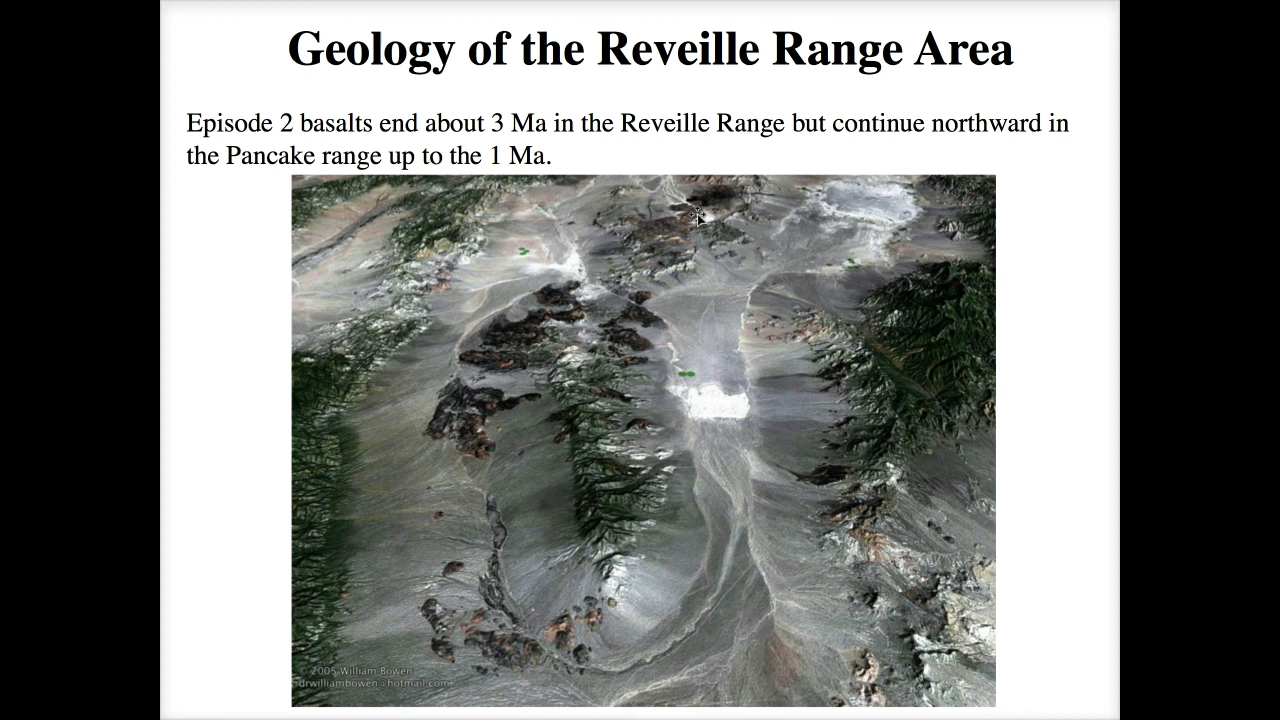 Geology of the Reveille Range Area
Episode 2 basalts end about 3 Ma in the Reveille Range but continue northward in
the Pancake range up to the 1 Ma.
© 2005 William Bowen
drwilliambowen@hotmail.com